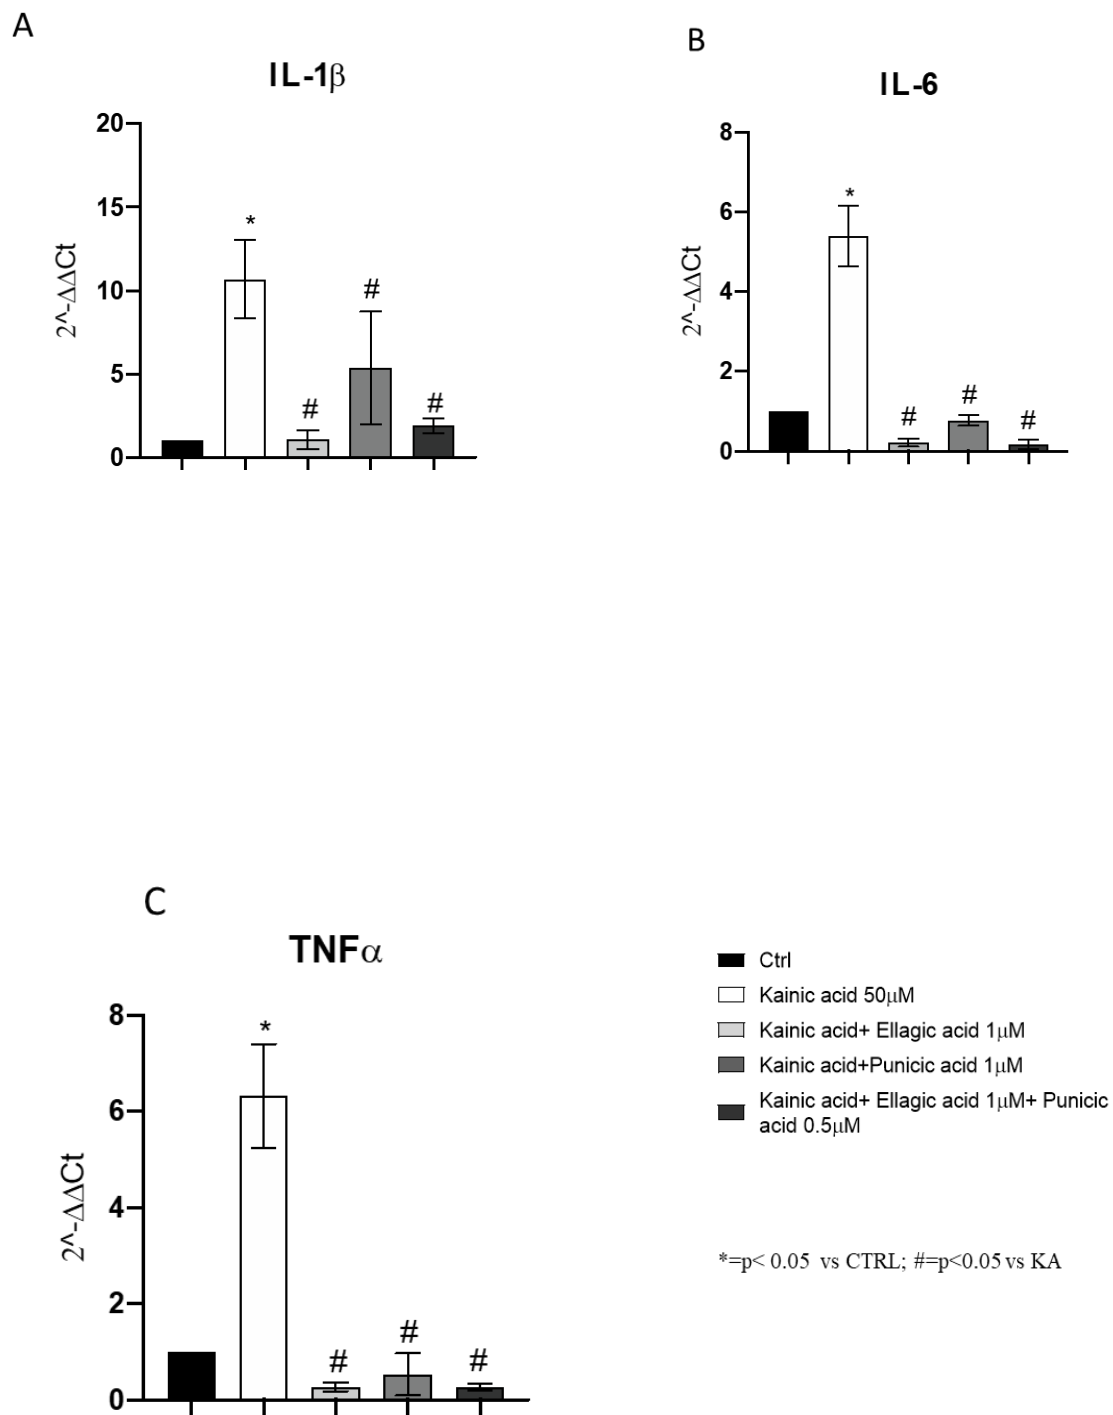 A
IL-1β
20
15
10
5
0
2^-ΔΔCt
*
#
#
#
B
IL-6
8
6
4
2
0
2^-ΔΔCt
*
#
#
#
C
TNFα
8
6
4
2
0
2^-ΔΔCt
*
#
#
#
Ctrl
Kainic acid 50μM
Kainic acid+ Ellagic acid 1μM
Kainic acid+Punicic acid 1μM
Kainic acid+ Ellagic acid 1μM+ Punicic
acid 0.5μM
*=p< 0.05 vs CTRL; #=p<0.05 vs KA